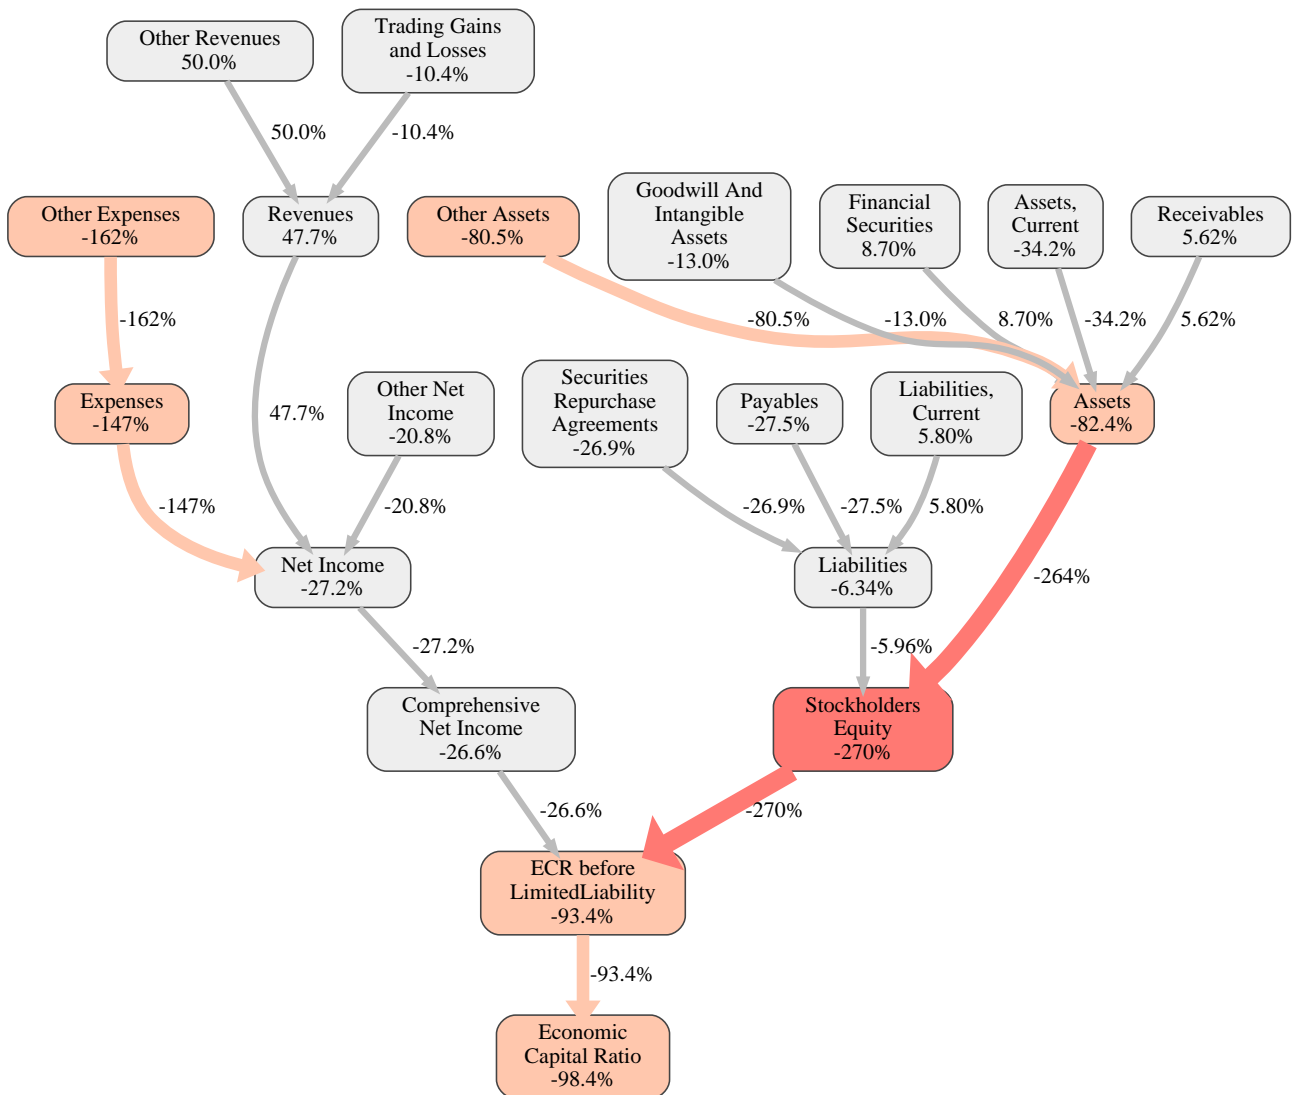 Other Revenues
50.0%
Trading Gains
and Losses
-10.4%
50.0%
-10.4%
Other Expenses
-162%
Revenues
47.7%
Other Assets
-80.5%
Goodwill And
Intangible
Assets
-13.0%
Financial
Securities
8.70%
Assets,
Current
-34.2%
Receivables
5.62%
-162%
-80.5%
-13.0%
8.70%
-34.2%
5.62%
Expenses
-147%
47.7%
Other Net
Income
-20.8%
Securities
Repurchase
Agreements
-26.9%
Payables
-27.5%
Liabilities,
Current
5.80%
Assets
-82.4%
-147%
-20.8%
-26.9%
-27.5%
5.80%
-264%
Net Income
-27.2%
Liabilities
-6.34%
-27.2%
-5.96%
Comprehensive
Net Income
-26.6%
Stockholders
Equity
-270%
-26.6%
-270%
ECR before
LimitedLiability
-93.4%
-93.4%
Economic
Capital Ratio
-98.4%